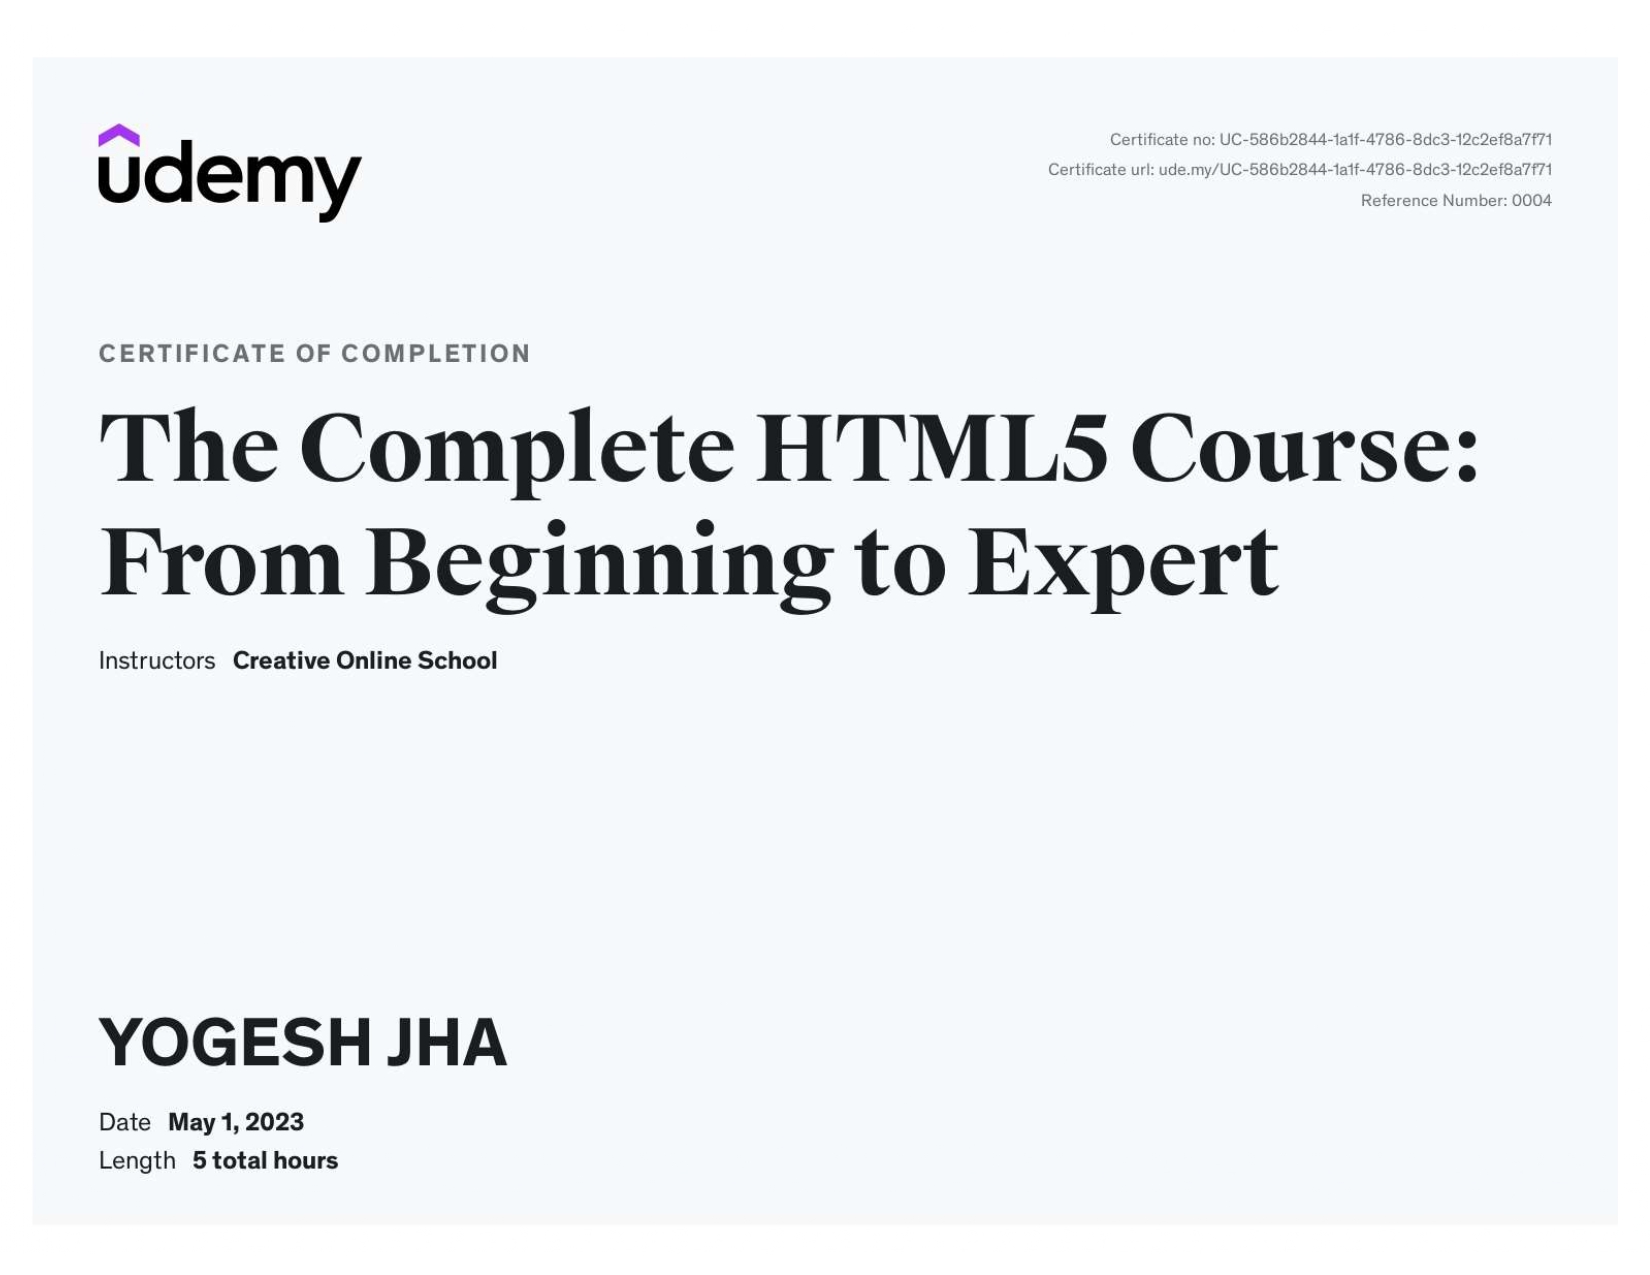 udemy
Certificate no: UC-586b2844-1a1f-4786-8dc3-12c2ef8a7f71
Certificate url: ude.my/UC-586b2844-1a1f-4786-8dc3-12c2ef8a7f71
Reference Number: 0004
CERTIFICATE OF COMPLETION
The Complete HTML5 Course:
From Beginning to Expert
Instructors Creative Online School
YOGESH JHA
Date May 1, 2023
Length 5 total hours